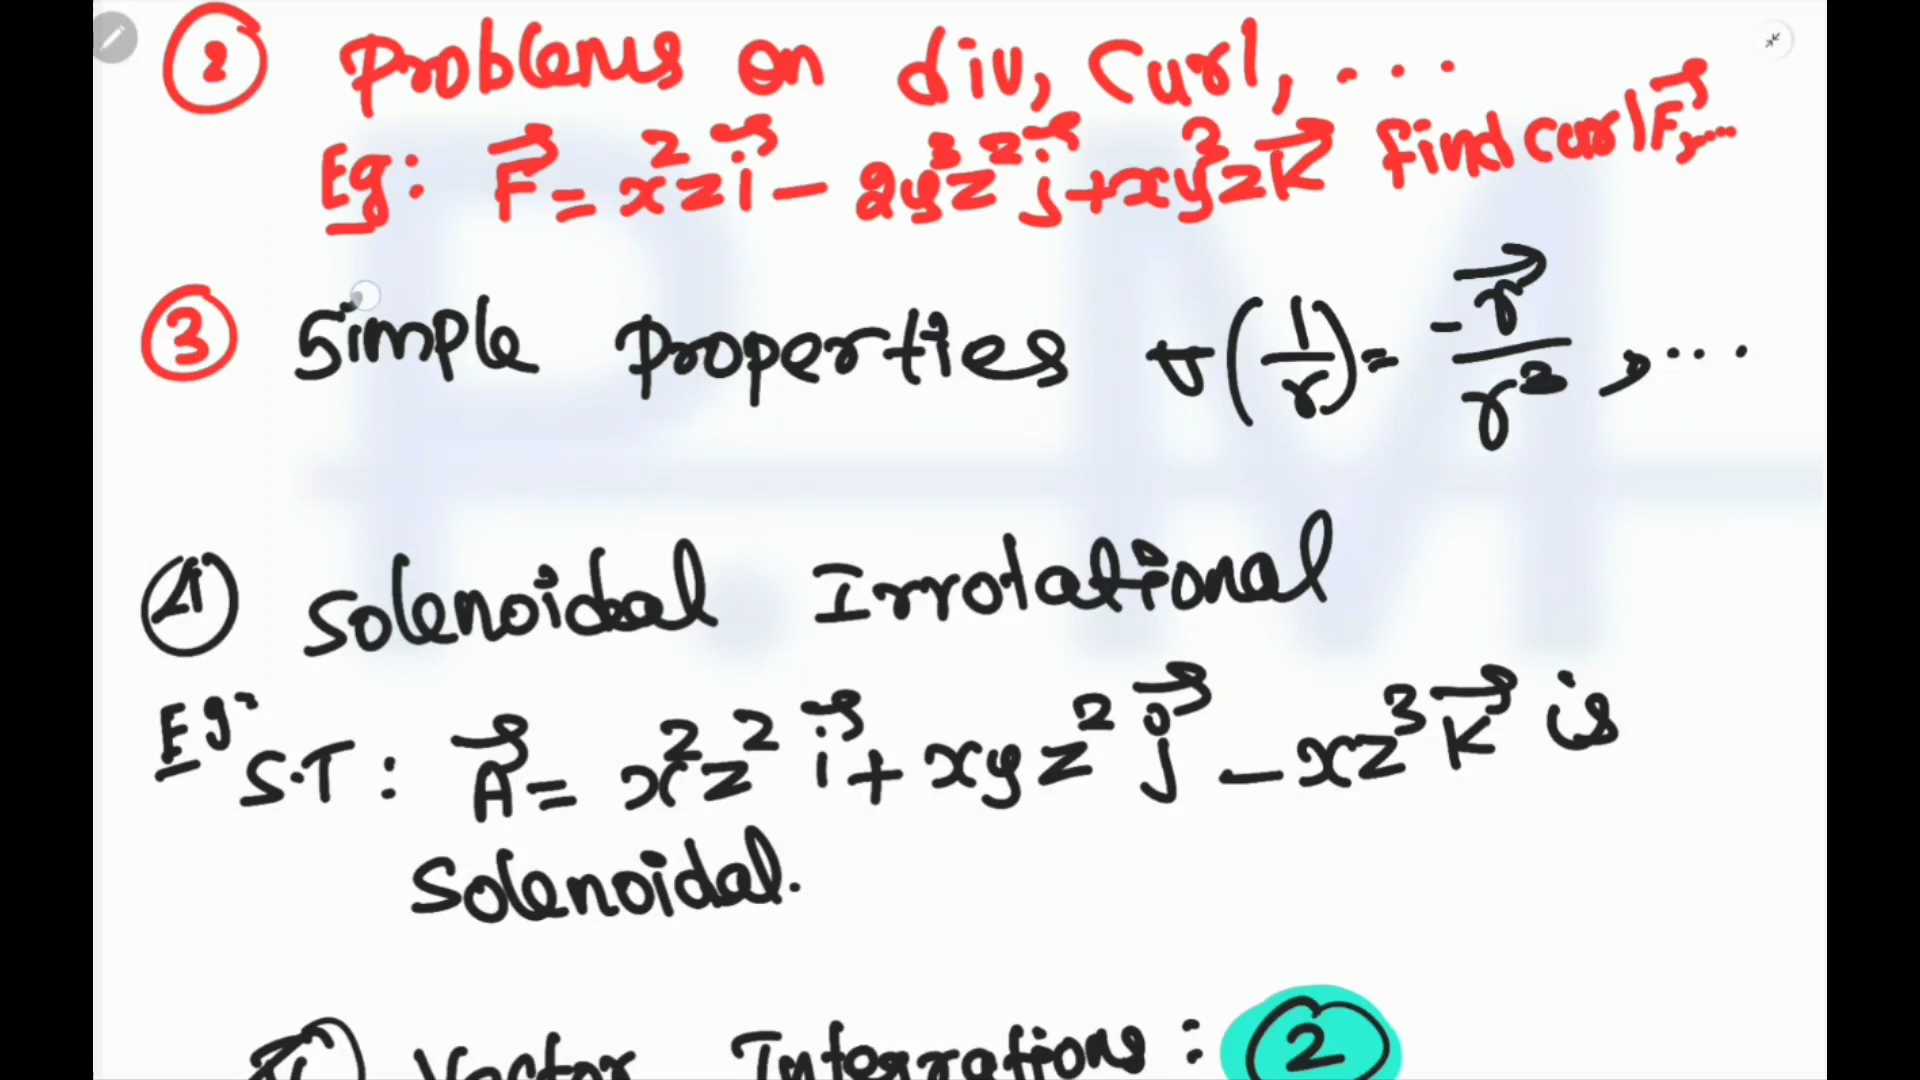 ② Problems on div, Curl, ....
Eg: F⃗ = x²z i⃗ − 2y³z² j⃗ + xy²z K⃗ find curl F⃗, ...
③ Simple Properties ∇(1/r) = −r⃗/r², ...
④ Solenoidal Irrotational
Eg: S.T: A⃗ = x²z² i⃗ + xyz² j⃗ − xz³ K⃗ is
Solenoidal.
Vector Integrations: ②
P.M